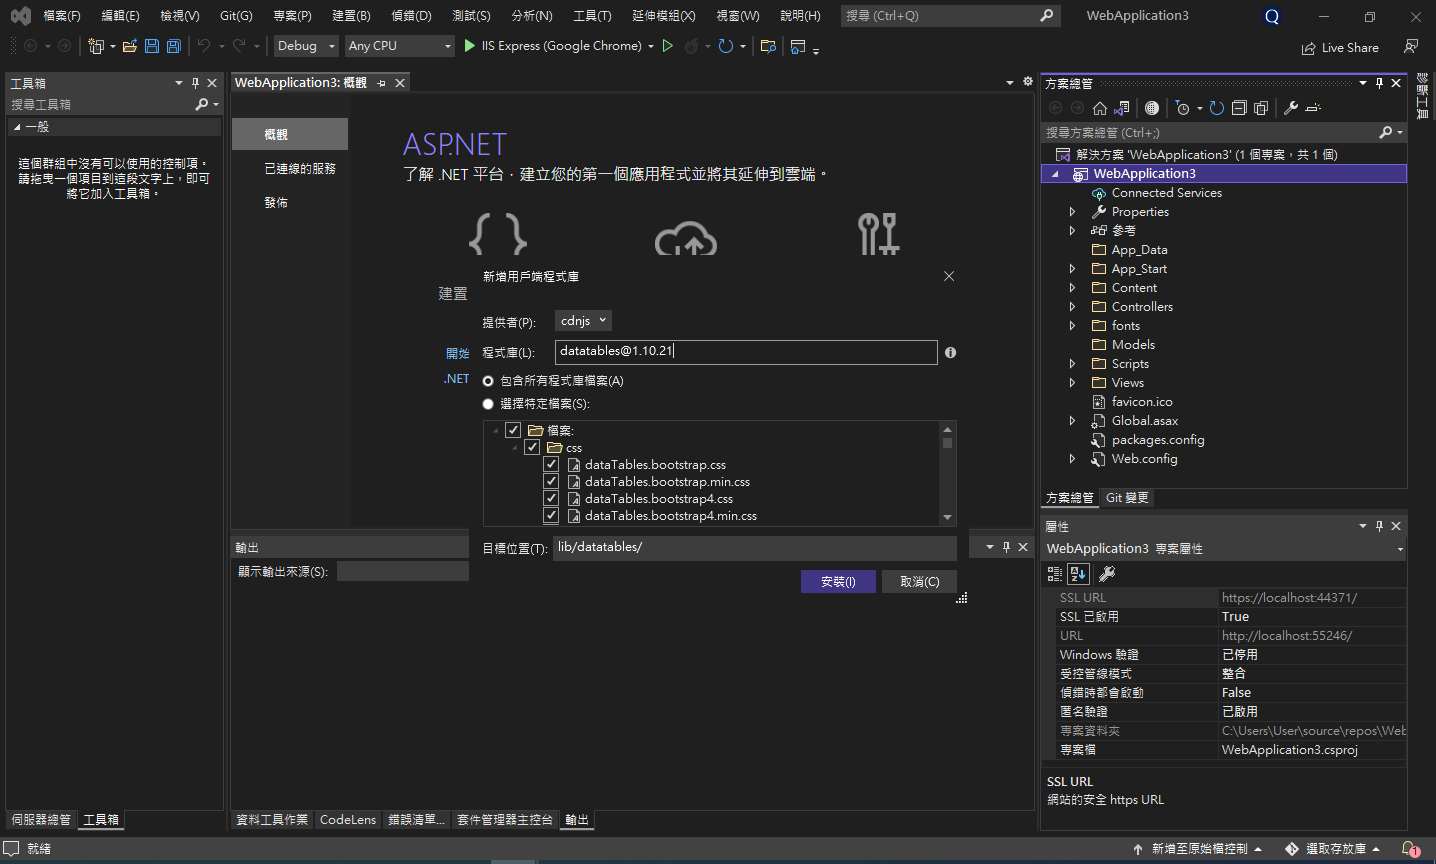 檔案(F) 編輯(E) 檢視(V) Git(G) 專案(P) 建置(B) 偵錯(D) 測試(S) 分析(N) 工具(T) 延伸模組(X) 視窗(W) 說明(H) 搜尋 (Ctrl+Q) WebApplication3 Q
Debug Any CPU IIS Express (Google Chrome) Live Share
工具箱
搜尋工具箱
一般
這個群組中沒有可以使用的控制項。
請拖曳一個項目到這段文字上，即可
將它加入工具箱。
WebApplication3: 概觀
概觀
已連線的服務
發佈
ASP.NET
了解 .NET 平台，建立您的第一個應用程式並將其延伸到雲端。
建置
開始
.NET
新增用戶端程式庫
提供者(P): cdnjs
程式庫(L): datatables@1.10.21
包含所有程式庫檔案(A)
選擇特定檔案(S):
檔案:
css
dataTables.bootstrap.css
dataTables.bootstrap.min.css
dataTables.bootstrap4.css
dataTables.bootstrap4.min.css
目標位置(T): lib/datatables/
安裝(I) 取消(C)
輸出
顯示輸出來源(S):
方案總管
搜尋方案總管 (Ctrl+;)
解決方案 'WebApplication3' (1 個專案，共 1 個)
WebApplication3
Connected Services
Properties
參考
App_Data
App_Start
Content
Controllers
fonts
Models
Scripts
Views
favicon.ico
Global.asax
packages.config
Web.config
方案總管 Git 變更
診斷工具
屬性
WebApplication3 專案屬性
SSL URL https://localhost:44371/
SSL 已啟用 True
URL http://localhost:55246/
Windows 驗證 已停用
受控管線模式 整合
偵錯時都會啟動 False
匿名驗證 已啟用
專案資料夾 C:\Users\User\source\repos\Web
專案檔 WebApplication3.csproj
SSL URL
網站的安全 https URL
伺服器總管 工具箱
資料工具作業 CodeLens 錯誤清單... 套件管理器主控台 輸出
就緒 新增至原始檔控制 選取存放庫 1